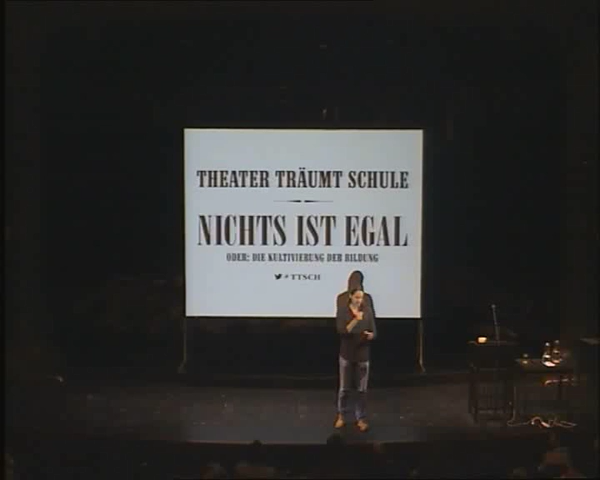 THEATER TRÄUMT SCHULE
NICHTS IST EGAL
ODER: DIE KULTIVIERUNG DER BILDUNG
#TTSCH